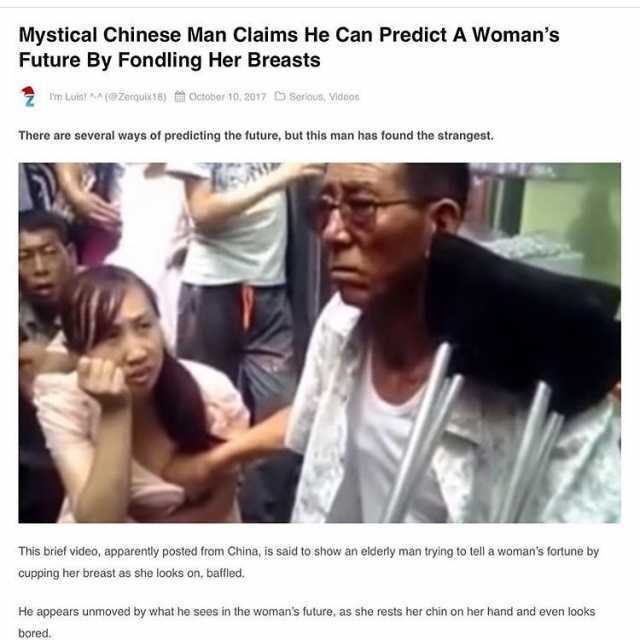 Mystical Chinese Man Claims He Can Predict A Woman's
Future By Fondling Her Breasts
I'm Luis! ^-^ (@Zerquix18) October 10, 2017 Serious, Videos
There are several ways of predicting the future, but this man has found the strangest.
This brief video, apparently posted from China, is said to show an elderly man trying to tell a woman's fortune by
cupping her breast as she looks on, baffled.
He appears unmoved by what he sees in the woman's future, as she rests her chin on her hand and even looks
bored.